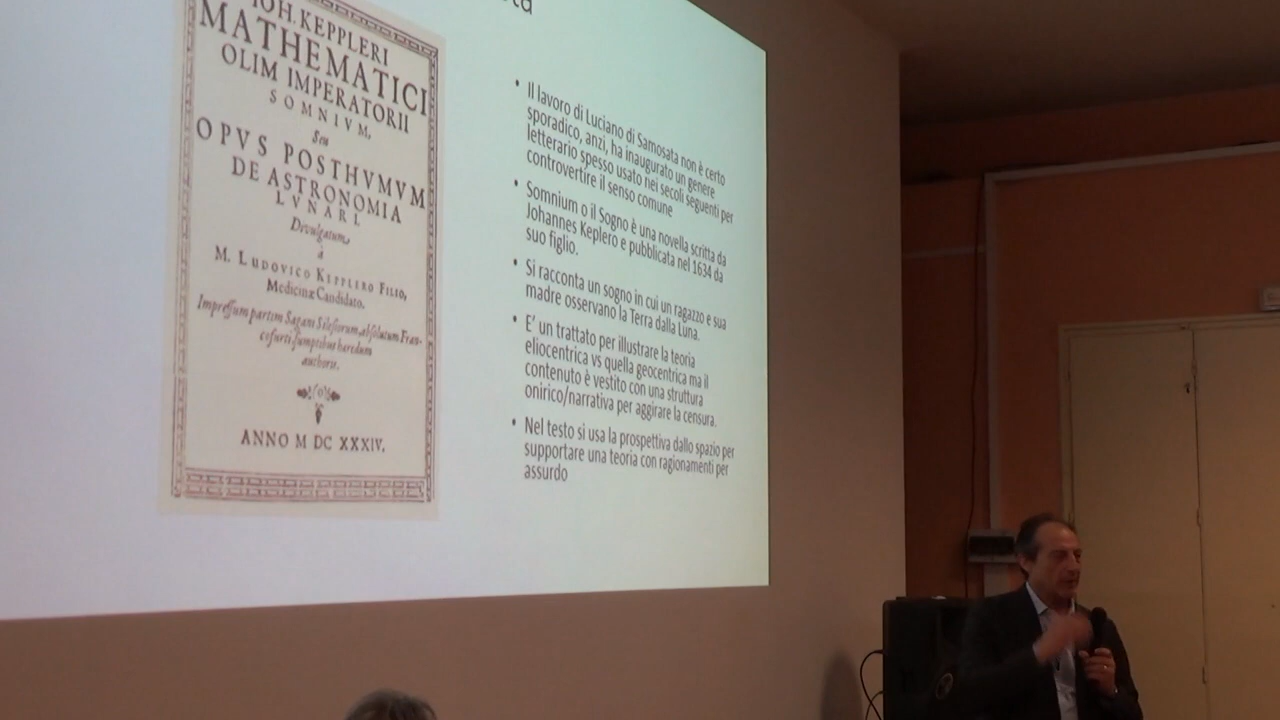 IOH. KEPPLERI
MATHEMATICI
OLIM IMPERATORII
SOMNIVM,
Seu
OPVS POSTHVMVM
DE ASTRONOMIA
LVNARI
Divulgatum
à
M. LUDOVICO KEPPLERO FILIO,
Medicinæ Candidato.
Impressum partim Sagani Silesiorum, absolutum Fran-
cofurti, sumptibus haeredum
authoris.
ANNO M DC XXXIV.
• Il lavoro di Luciano di Samosata non è certo
sporadico, anzi, ha inaugurato un genere
letterario spesso usato nei secoli seguenti per
controvertire il senso comune
• Somnium o il Sogno è una novella scritta da
Johannes Keplero e pubblicata nel 1634 da
suo figlio.
• Si racconta un sogno in cui un ragazzo e sua
madre osservano la Terra dalla Luna.
• E' un trattato per illustrare la teoria
eliocentrica vs quella geocentrica ma il
contenuto è vestito con una struttura
onirico/narrativa per aggirare la censura.
• Nel testo si usa la prospettiva dallo spazio per
supportare una teoria con ragionamenti per
assurdo